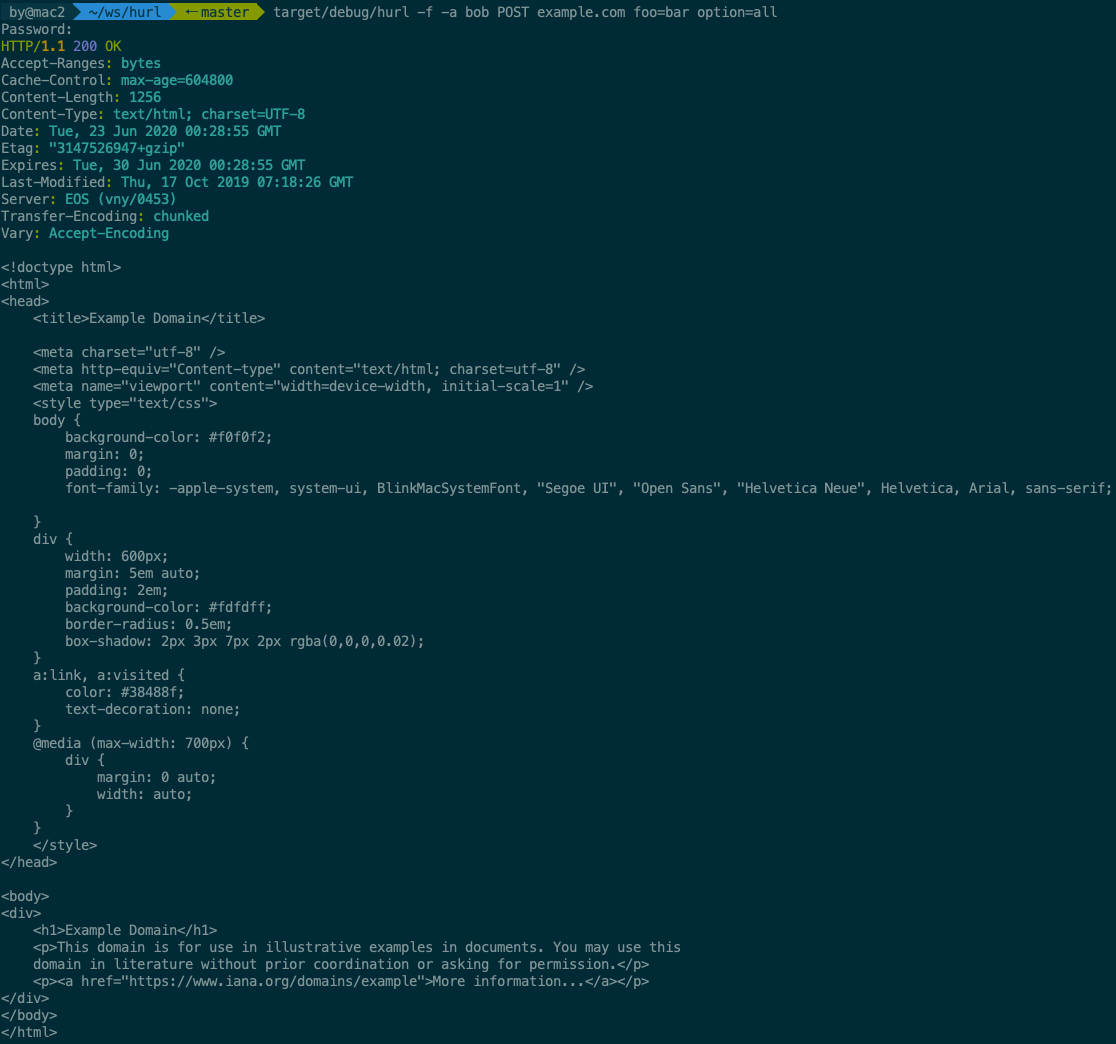 by@mac2 ~/ws/hurl ← master target/debug/hurl -f -a bob POST example.com foo=bar option=all
Password:
HTTP/1.1 200 OK
Accept-Ranges: bytes
Cache-Control: max-age=604800
Content-Length: 1256
Content-Type: text/html; charset=UTF-8
Date: Tue, 23 Jun 2020 00:28:55 GMT
Etag: "3147526947+gzip"
Expires: Tue, 30 Jun 2020 00:28:55 GMT
Last-Modified: Thu, 17 Oct 2019 07:18:26 GMT
Server: EOS (vny/0453)
Transfer-Encoding: chunked
Vary: Accept-Encoding

<!doctype html>
<html>
<head>
    <title>Example Domain</title>

    <meta charset="utf-8" />
    <meta http-equiv="Content-type" content="text/html; charset=utf-8" />
    <meta name="viewport" content="width=device-width, initial-scale=1" />
    <style type="text/css">
    body {
        background-color: #f0f0f2;
        margin: 0;
        padding: 0;
        font-family: -apple-system, system-ui, BlinkMacSystemFont, "Segoe UI", "Open Sans", "Helvetica Neue", Helvetica, Arial, sans-serif;

    }
    div {
        width: 600px;
        margin: 5em auto;
        padding: 2em;
        background-color: #fdfdff;
        border-radius: 0.5em;
        box-shadow: 2px 3px 7px 2px rgba(0,0,0,0.02);
    }
    a:link, a:visited {
        color: #38488f;
        text-decoration: none;
    }
    @media (max-width: 700px) {
        div {
            margin: 0 auto;
            width: auto;
        }
    }
    </style>
</head>

<body>
<div>
    <h1>Example Domain</h1>
    <p>This domain is for use in illustrative examples in documents. You may use this
    domain in literature without prior coordination or asking for permission.</p>
    <p><a href="https://www.iana.org/domains/example">More information...</a></p>
</div>
</body>
</html>